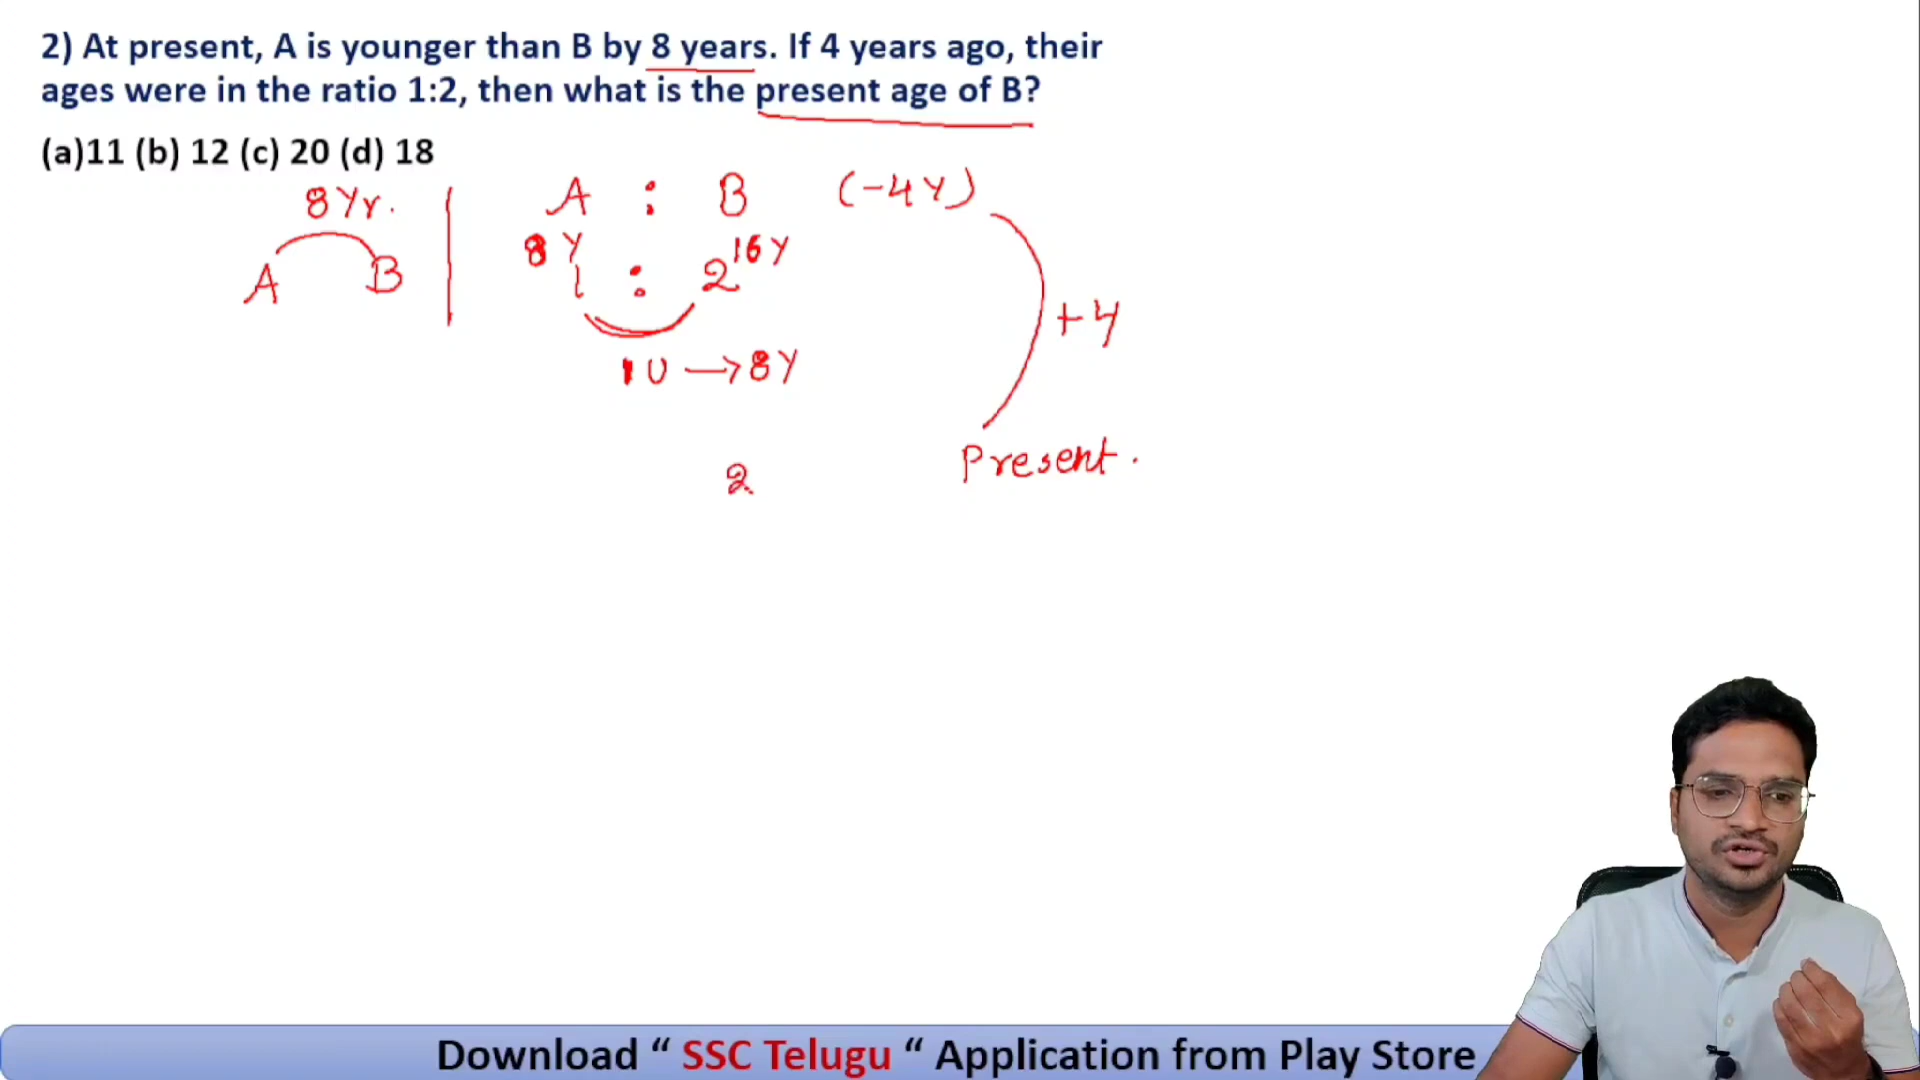 2) At present, A is younger than B by 8 years. If 4 years ago, their
ages were in the ratio 1:2, then what is the present age of B?
(a)11 (b) 12 (c) 20 (d) 18
8Yr.
A B
A : B (-4Y)
8Y 16Y
1 : 2
+4
1U → 8Y
Present.
2
Download “ SSC Telugu “ Application from Play Store